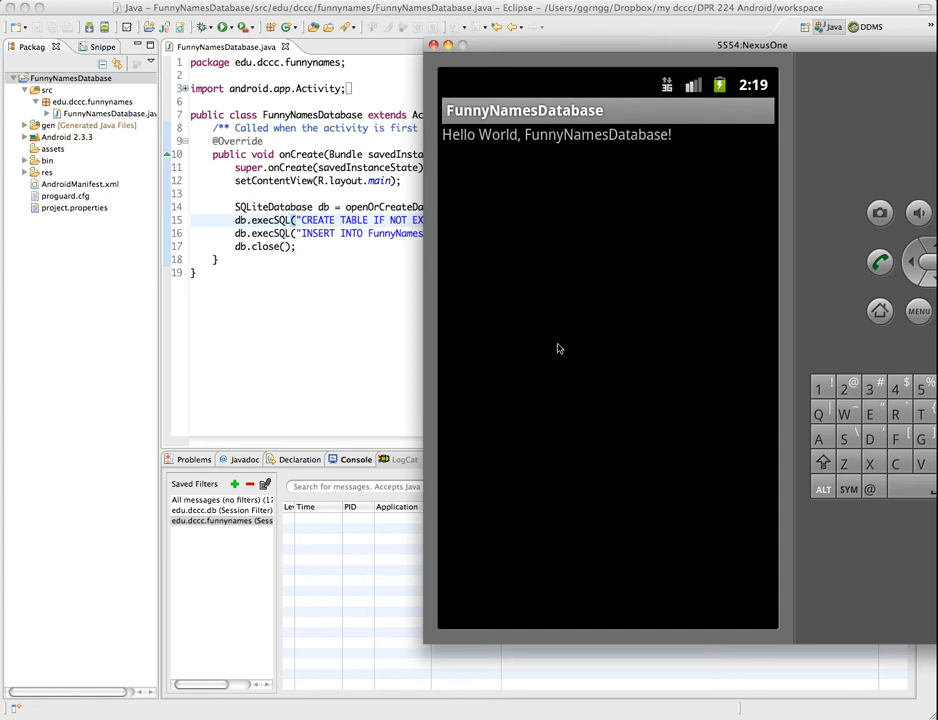 Java – FunnyNamesDatabase/src/edu/dccc/funnynames/FunnyNamesDatabase.java – Eclipse – /Users/ggrngg/Dropbox/my dccc/DPR 224 Android/workspace
Java
DDMS
Packag
Snippe
FunnyNamesDatabase
src
edu.dccc.funnynames
FunnyNamesDatabase.jav
gen [Generated Java Files]
Android 2.3.3
assets
bin
res
AndroidManifest.xml
proguard.cfg
project.properties
FunnyNamesDatabase.java
1 package edu.dccc.funnynames;
2
3 import android.app.Activity;
6
7 public class FunnyNamesDatabase extends Ac
8 /** Called when the activity is first
9 @Override
10 public void onCreate(Bundle savedInsta
11 super.onCreate(savedInstanceState)
12 setContentView(R.layout.main);
13
14 SQLiteDatabase db = openOrCreateDa
15 db.execSQL("CREATE TABLE IF NOT EX
16 db.execSQL("INSERT INTO FunnyNames
17 db.close();
18 }
19 }
Problems
Javadoc
Declaration
Console
LogCat
Saved Filters
All messages (no filters) (17
edu.dccc.db (Session Filter)
edu.dccc.funnynames (Sess
Search for messages. Accepts Java
Time
PID
Application
5554:NexusOne
3G
2:19
FunnyNamesDatabase
Hello World, FunnyNamesDatabase!
MENU
1 ! 2 @ 3 # 4 $ 5 %
Q | W ~ E " R ` T {
A S \ D ' F [ G ]
Z X C V
ALT SYM @